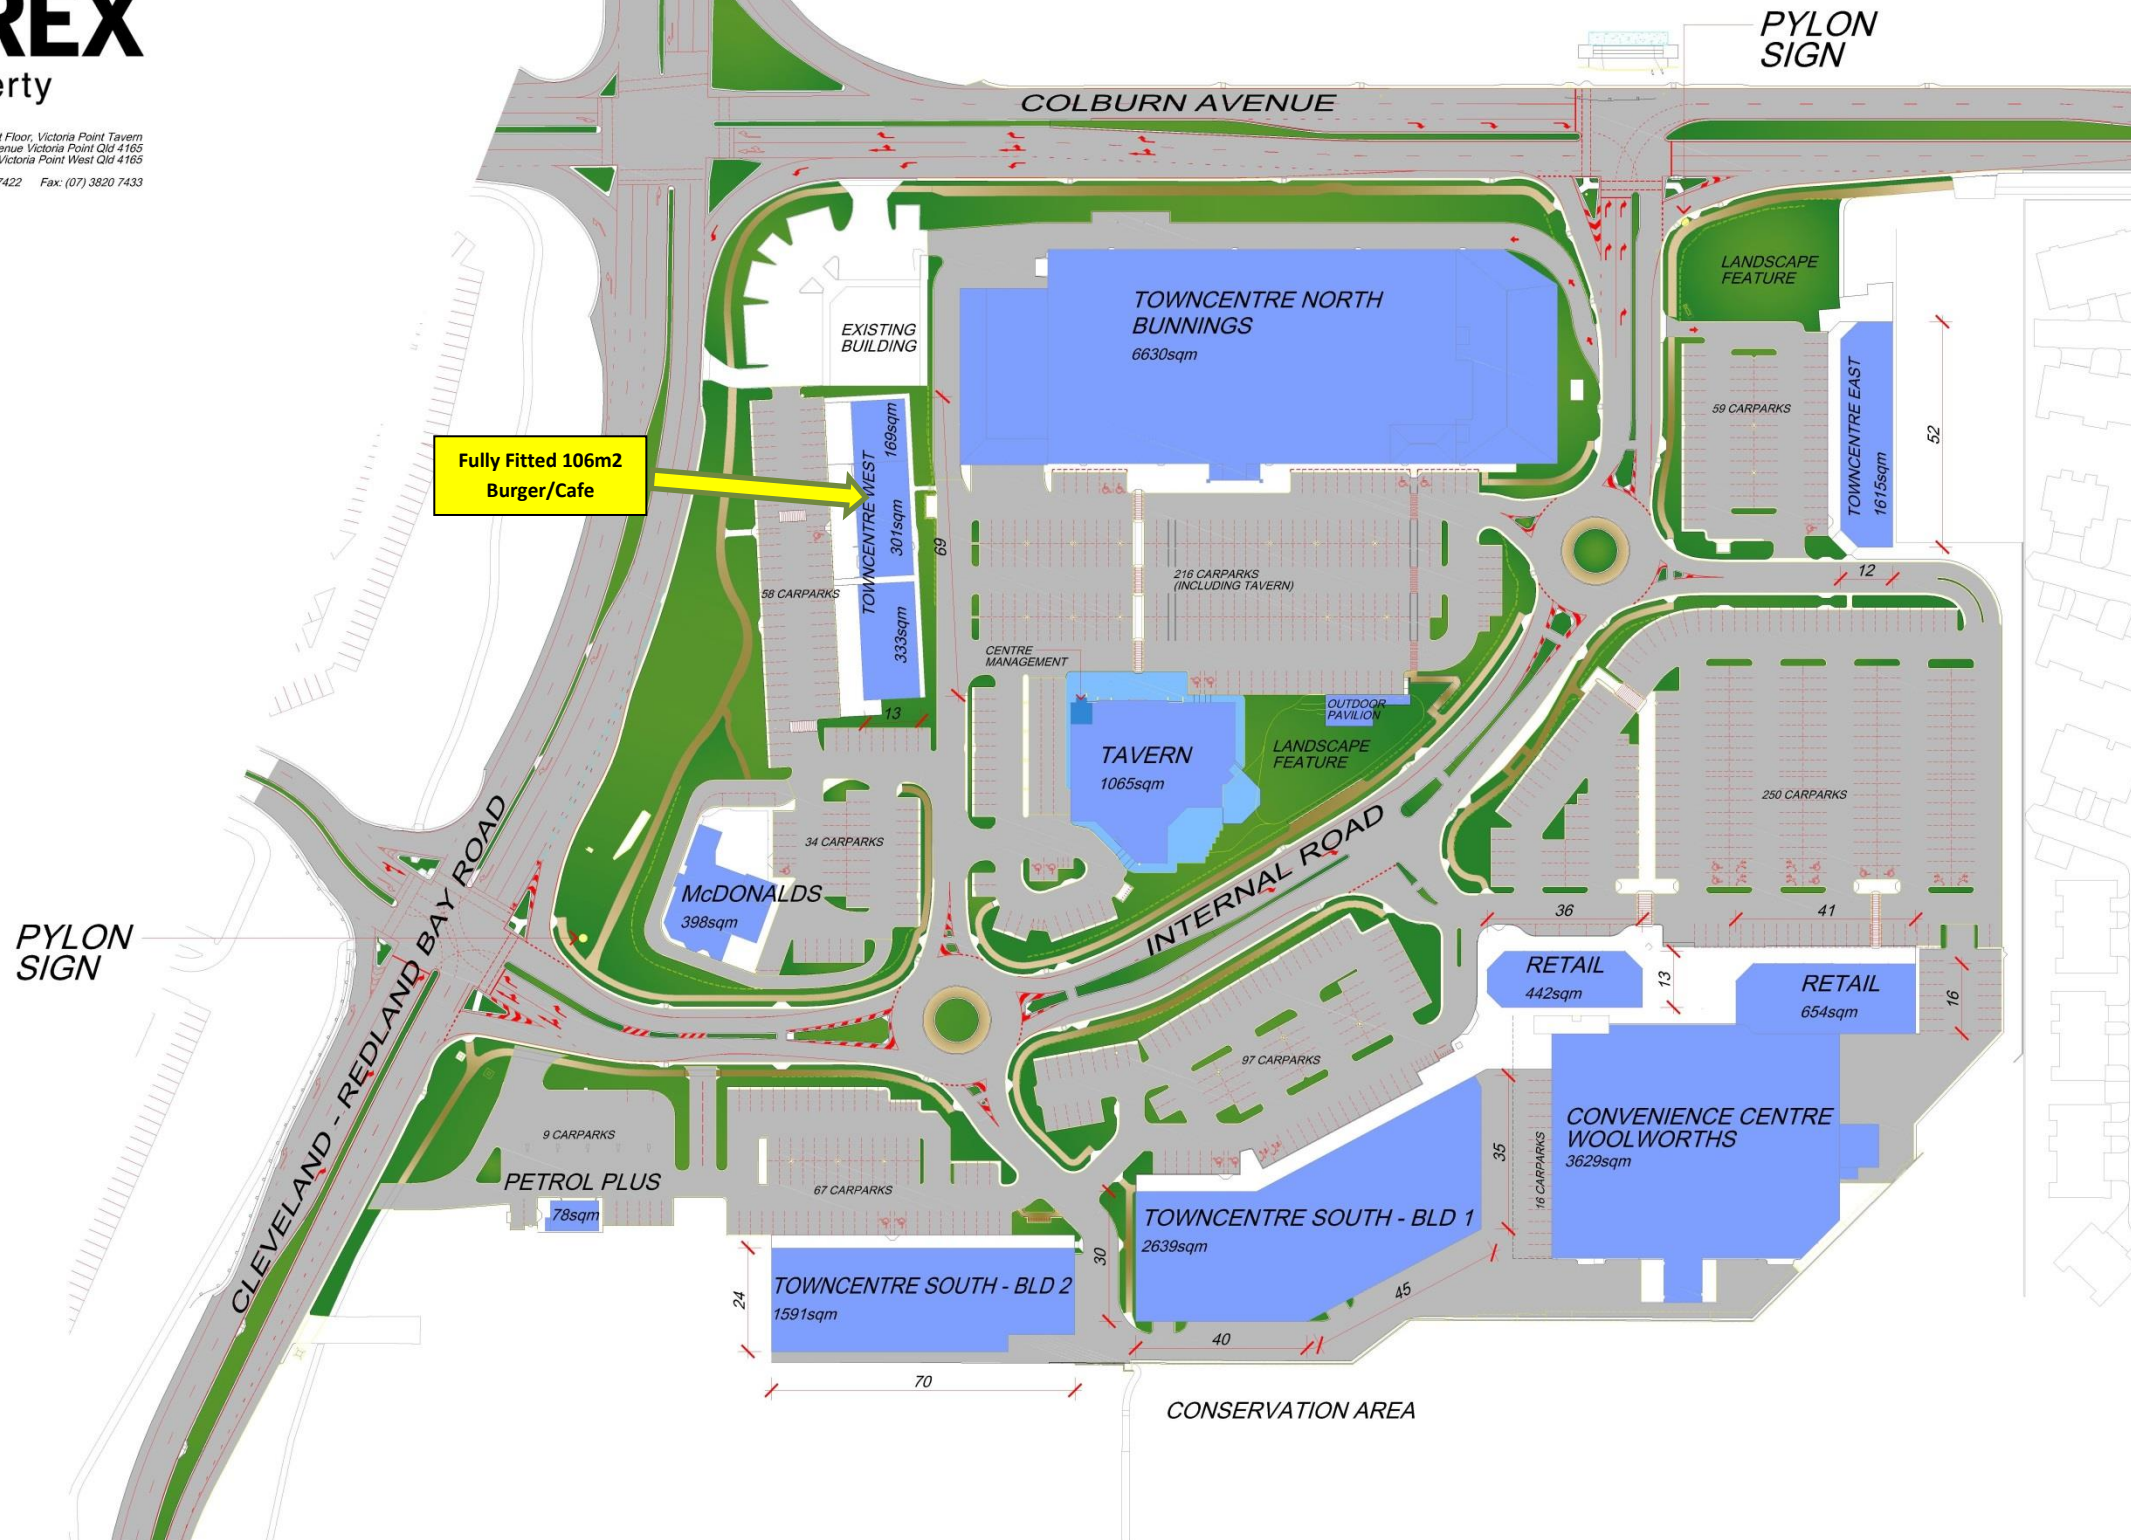 REX
erty
t Floor, Victoria Point Tavern
enue Victoria Point Qld 4165
Victoria Point West Qld 4165
7422 Fax: (07) 3820 7433
PYLON
SIGN
COLBURN AVENUE
LANDSCAPE
FEATURE
TOWNCENTRE NORTH
BUNNINGS
6630sqm
EXISTING
BUILDING
59 CARPARKS
TOWNCENTRE EAST
1615sqm
52
12
Fully Fitted 106m2
Burger/Cafe
TOWNCENTRE WEST
169sqm
301sqm
333sqm
69
58 CARPARKS
13
216 CARPARKS
(INCLUDING TAVERN)
CENTRE
MANAGEMENT
OUTDOOR
PAVILION
TAVERN
1065sqm
LANDSCAPE
FEATURE
250 CARPARKS
34 CARPARKS
McDONALDS
398sqm
INTERNAL ROAD
CLEVELAND - REDLAND BAY ROAD
PYLON
SIGN
36
41
RETAIL
442sqm
13
RETAIL
654sqm
16
97 CARPARKS
CONVENIENCE CENTRE
WOOLWORTHS
3629sqm
35
16 CARPARKS
9 CARPARKS
PETROL PLUS
78sqm
67 CARPARKS
TOWNCENTRE SOUTH - BLD 1
2639sqm
30
45
40
TOWNCENTRE SOUTH - BLD 2
1591sqm
24
70
CONSERVATION AREA